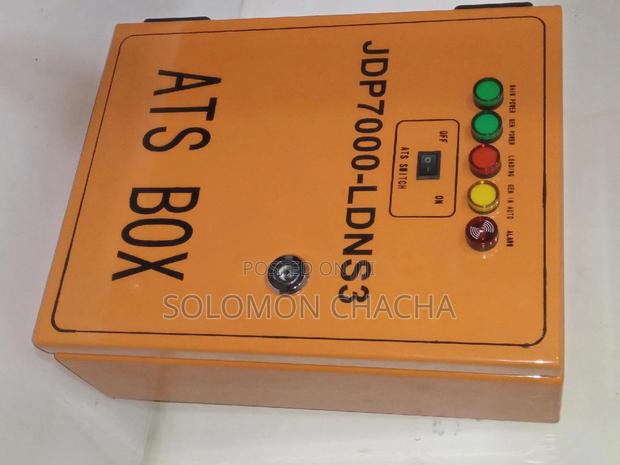 MAIN POWER GEN POWER LOADING GEN IN AUTO ALARM
OFF ON
ATS SWITCH
JDP7000-LDNS3
ATS BOX
POSTED ON JIJI
SOLOMON CHACHA